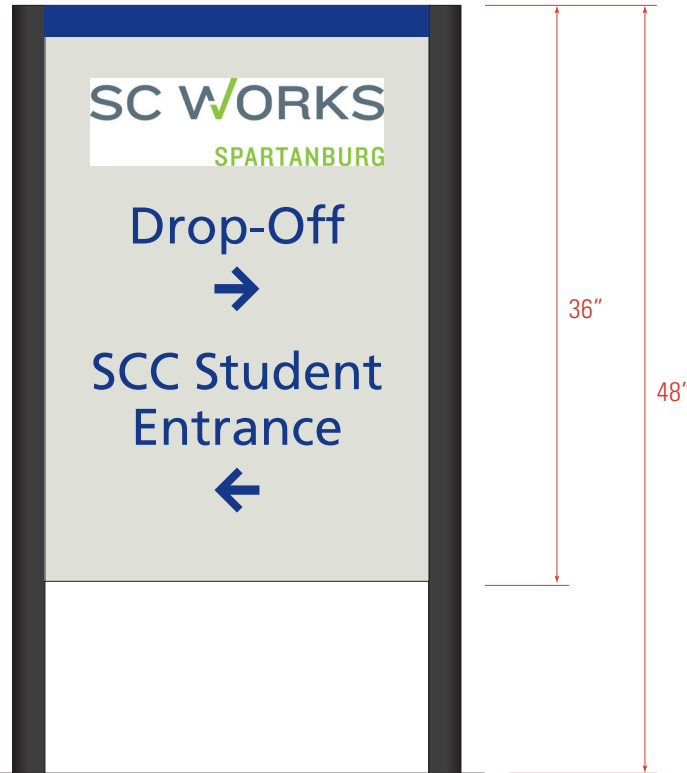 SC WORKS
SPARTANBURG
Drop-Off
→
SCC Student
Entrance
←
36"
48'